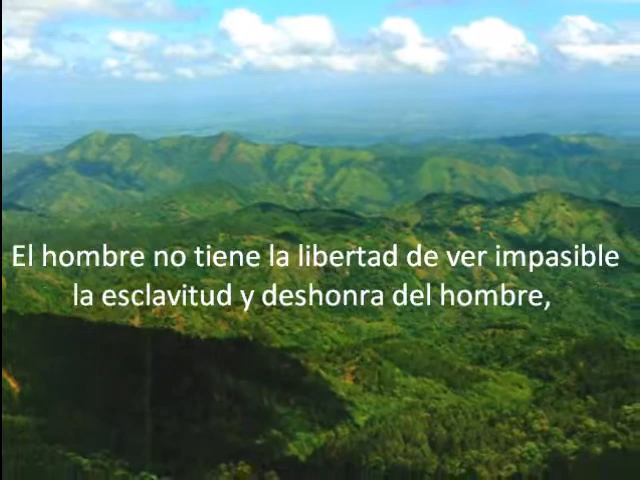 El hombre no tiene la libertad de ver impasible
la esclavitud y deshonra del hombre,